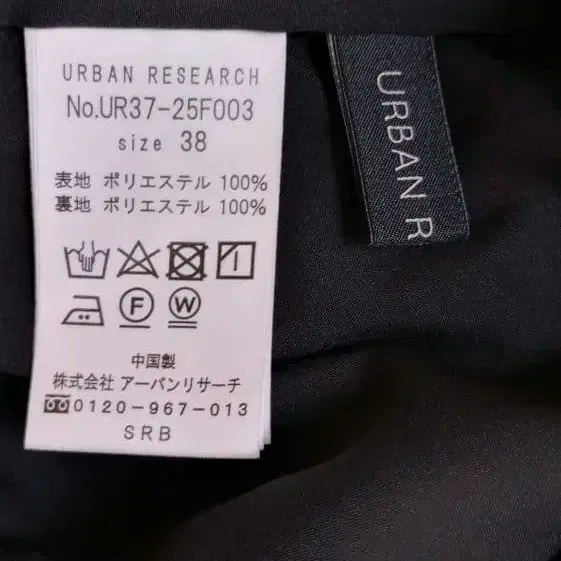 URBAN RESEARCH
No.UR37-25F003
size 38
表地 ポリエステル 100%
裏地 ポリエステル 100%
F W
中国製
株式会社 アーバンリサーチ
0120-967-013
SRB
URBAN R